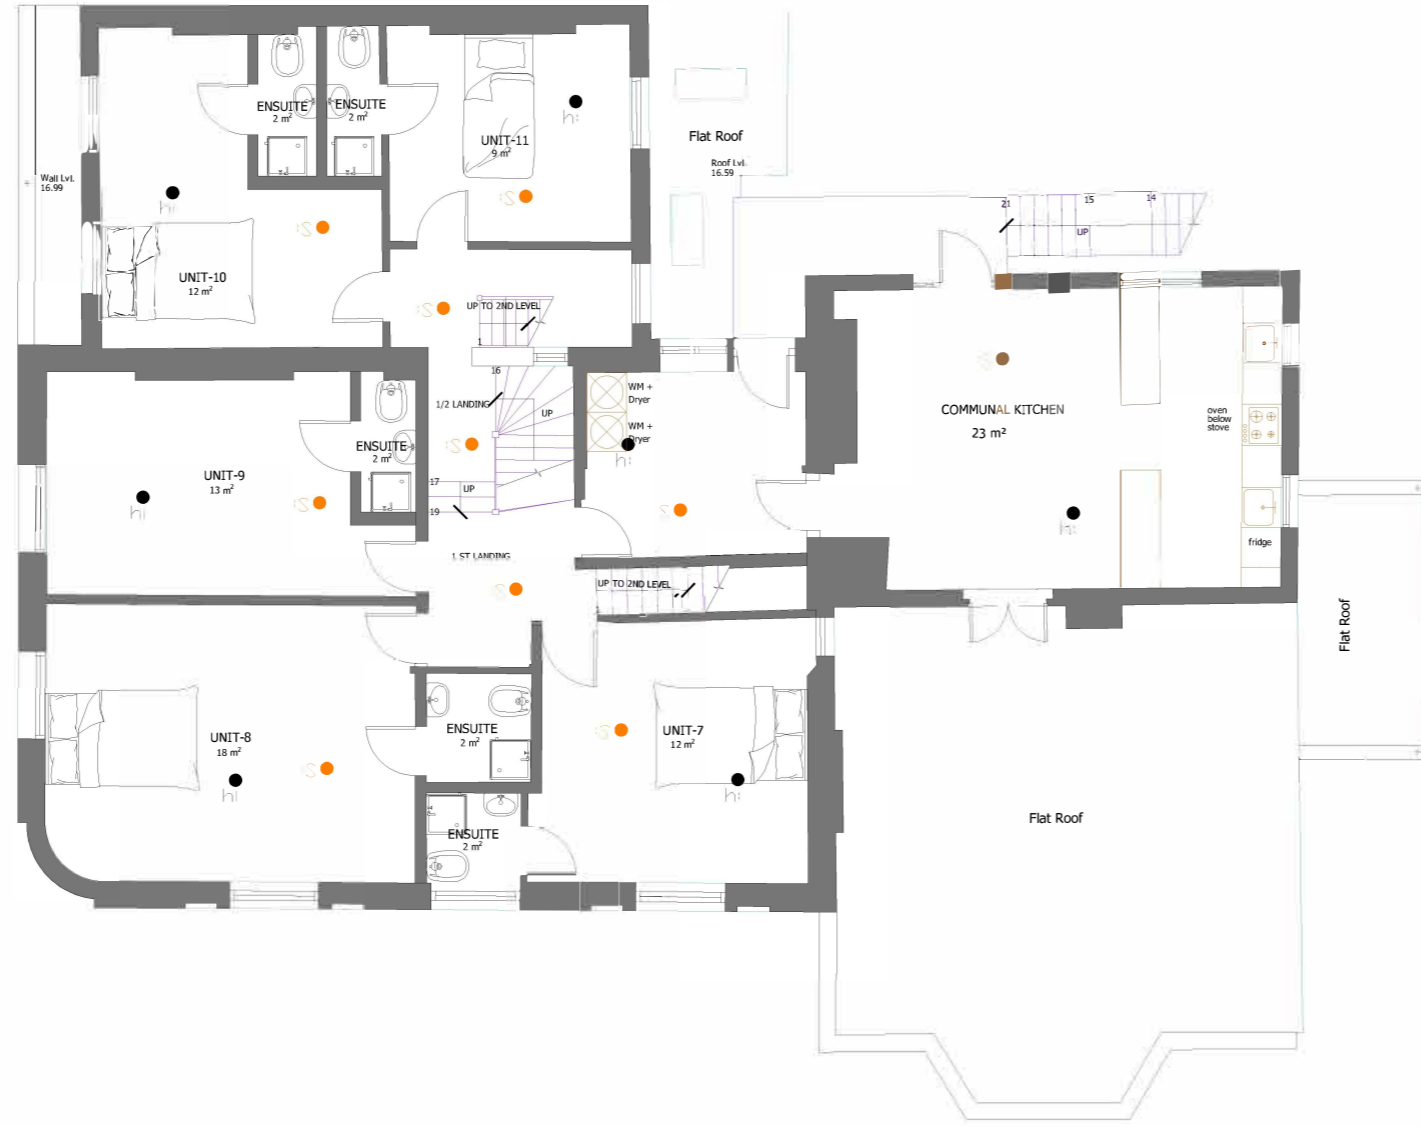 ENSUITE
2 m²
ENSUITE
2 m²
UNIT-11
9 m²
h:
Flat Roof
Roof Lvl.
16.59
Wall Lvl.
16.99
hi
:S
:S
UNIT-10
12 m²
21
15
14
UP
:S
UP TO 2ND LEVEL
1
16
1/2 LANDING
UP
WM +
Dryer
WM +
Dryer
h:
COMMUNAL KITCHEN
23 m²
oven
below
stove
ENSUITE
2 m²
:S
UNIT-9
13 m²
hi
:S
17
UP
19
h:
fridge
1 ST LANDING
UP TO 2ND LEVEL
Flat Roof
UNIT-8
18 m²
hi
:S
ENSUITE
2 m²
UNIT-7
12 m²
h:
ENSUITE
2 m²
Flat Roof